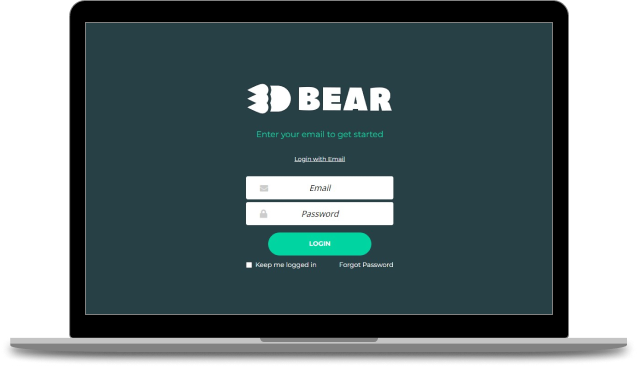 3D BEAR
Enter your email to get started
Login with Email
Email
Password
LOGIN
Keep me logged in Forgot Password